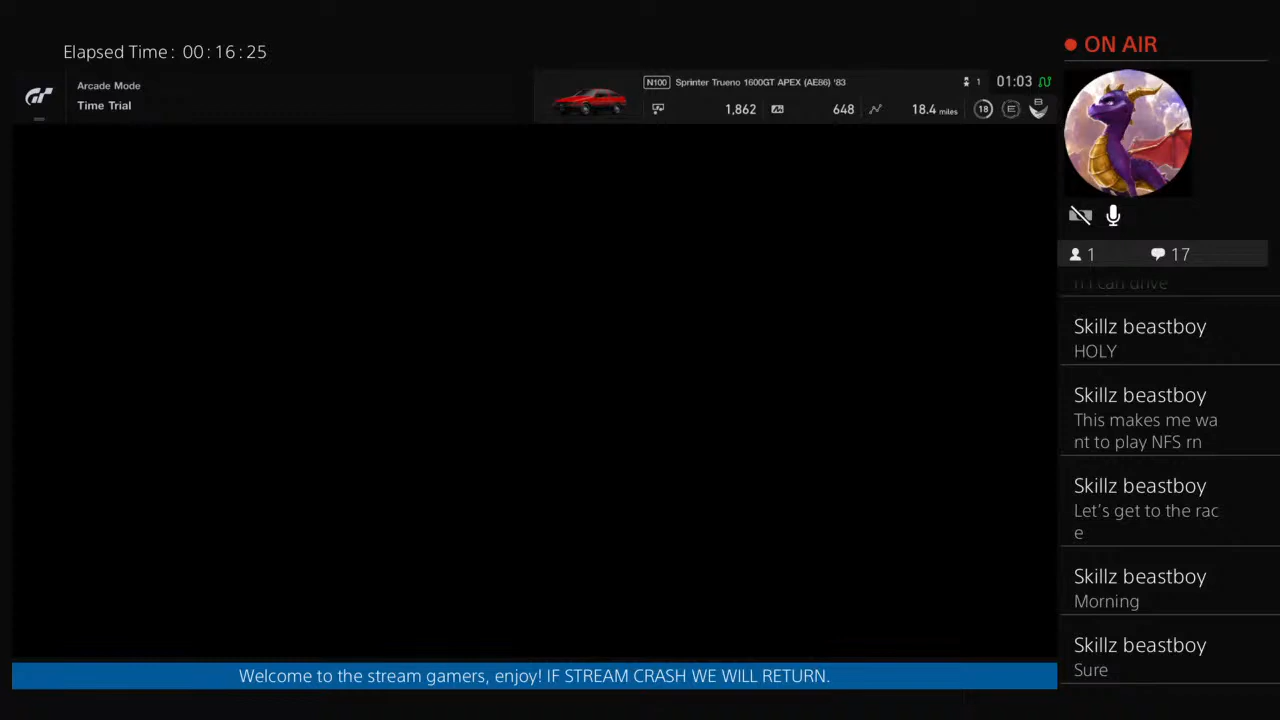 Elapsed Time: 00:16:25
ON AIR
Arcade Mode
Time Trial
N100 Sprinter Trueno 1600GT APEX (AE86) '83
1 01:03
1,862 648 18.4 miles 18 E B
1 17
n I can drive
Skillz beastboy
HOLY
Skillz beastboy
This makes me wa
nt to play NFS rn
Skillz beastboy
Let's get to the rac
e
Skillz beastboy
Morning
Skillz beastboy
Sure
Welcome to the stream gamers, enjoy! IF STREAM CRASH WE WILL RETURN.